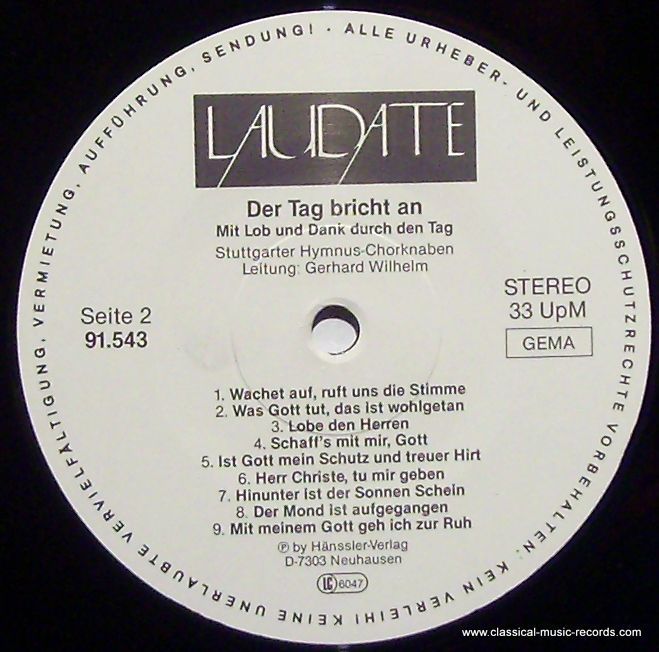 ALLE URHEBER- UND LEISTUNGSSCHUTZRECHTE VORBEHALTEN; KEIN VERLEIH! KEINE UNERLAUBTE VERVIELFÄLTIGUNG, VERMIETUNG, AUFFÜHRUNG, SENDUNG! ·
LAUDATE
Der Tag bricht an
Mit Lob und Dank durch den Tag
Stuttgarter Hymnus-Chorknaben
Leitung: Gerhard Wilhelm
Seite 2
91.543
STEREO
33 UpM
GEMA
1. Wachet auf, ruft uns die Stimme
2. Was Gott tut, das ist wohlgetan
3. Lobe den Herren
4. Schaff's mit mir, Gott
5. Ist Gott mein Schutz und treuer Hirt
6. Herr Christe, tu mir geben
7. Hinunter ist der Sonnen Schein
8. Der Mond ist aufgegangen
9. Mit meinem Gott geh ich zur Ruh
℗ by Hänssler-Verlag
D-7303 Neuhausen
LC 6047
www.classical-music-records.com